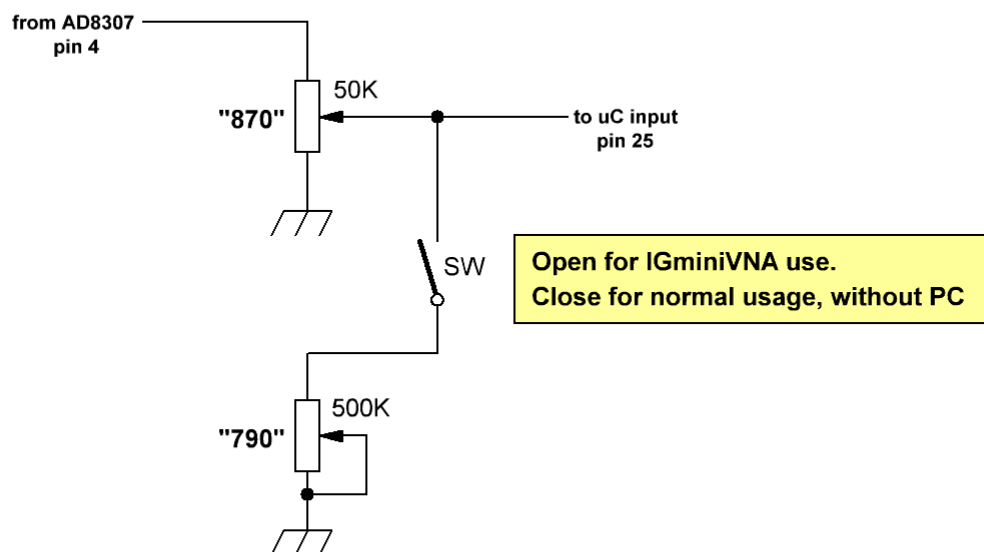 from AD8307
pin 4
50K
"870"
to uC input
pin 25
SW
Open for IGminiVNA use.
Close for normal usage, without PC
500K
"790"